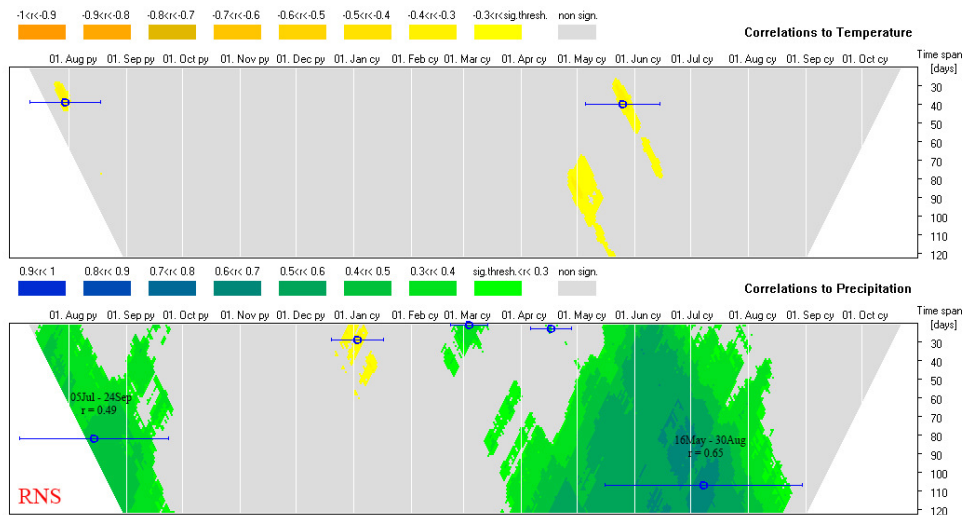 -1<r<-0.9 -0.9<r<-0.8 -0.8<r<-0.7 -0.7<r<-0.6 -0.6<r<-0.5 -0.5<r<-0.4 -0.4<r<-0.3 -0.3<r<sig.thresh. non sign.
Correlations to Temperature
01. Aug py 01. Sep py 01. Oct py 01. Nov py 01. Dec py 01. Jan cy 01. Feb cy 01. Mar cy 01. Apr cy 01. May cy 01. Jun cy 01. Jul cy 01. Aug cy 01. Sep cy 01. Oct cy
Time span
[days]
30
40
50
60
70
80
90
100
110
120
0.9<r< 1 0.8<r< 0.9 0.7<r< 0.8 0.6<r< 0.7 0.5<r< 0.6 0.4<r< 0.5 0.3<r< 0.4 sig.thresh.<r< 0.3 non sign.
Correlations to Precipitation
01. Aug py 01. Sep py 01. Oct py 01. Nov py 01. Dec py 01. Jan cy 01. Feb cy 01. Mar cy 01. Apr cy 01. May cy 01. Jun cy 01. Jul cy 01. Aug cy 01. Sep cy 01. Oct cy
Time span
[days]
30
40
50
60
70
80
90
100
110
120
05Jul - 24Sep
r = 0.49
16May - 30Aug
r = 0.65
RNS